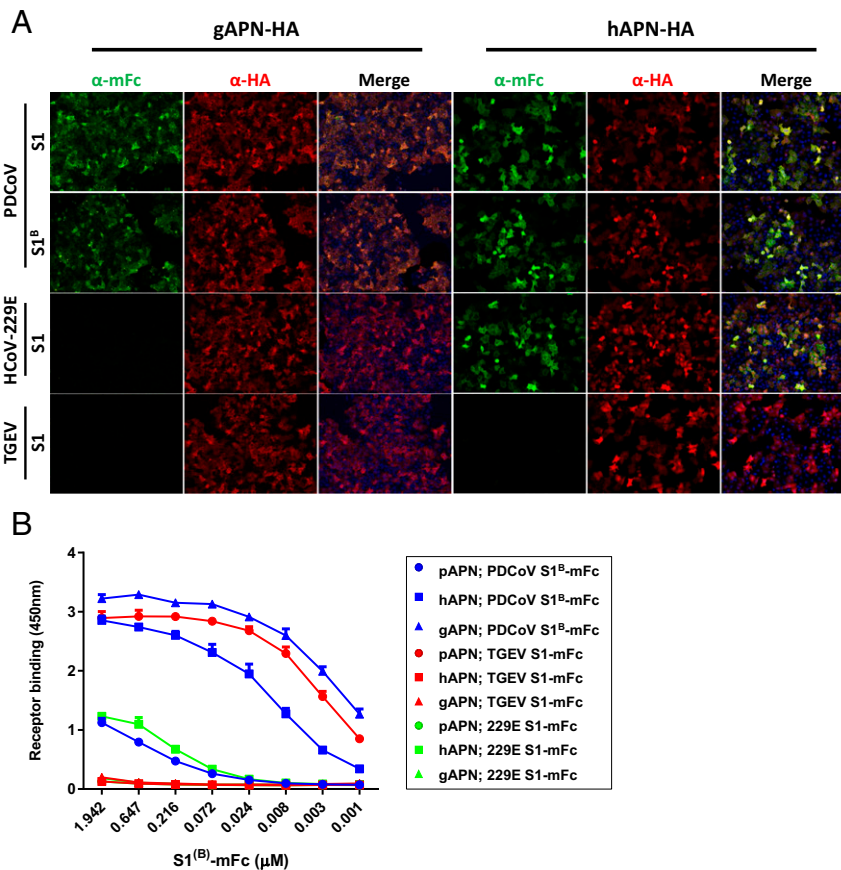 A
gAPN-HA
hAPN-HA
α-mFc
α-HA
Merge
α-mFc
α-HA
Merge
PDCoV
S1
S1ᴮ
HCoV-229E
S1
TGEV
S1
B
Receptor binding (450nm)
4
3
2
1
0
1.942
0.647
0.216
0.072
0.024
0.008
0.003
0.001
S1⁽ᴮ⁾-mFc (μM)
pAPN; PDCoV S1ᴮ-mFc
hAPN; PDCoV S1ᴮ-mFc
gAPN; PDCoV S1ᴮ-mFc
pAPN; TGEV S1-mFc
hAPN; TGEV S1-mFc
gAPN; TGEV S1-mFc
pAPN; 229E S1-mFc
hAPN; 229E S1-mFc
gAPN; 229E S1-mFc